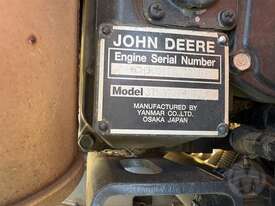 JOHN DEERE
Engine Serial Number
Model
MANUFACTURED BY
YANMAR CO.,LTD.
OSAKA JAPAN